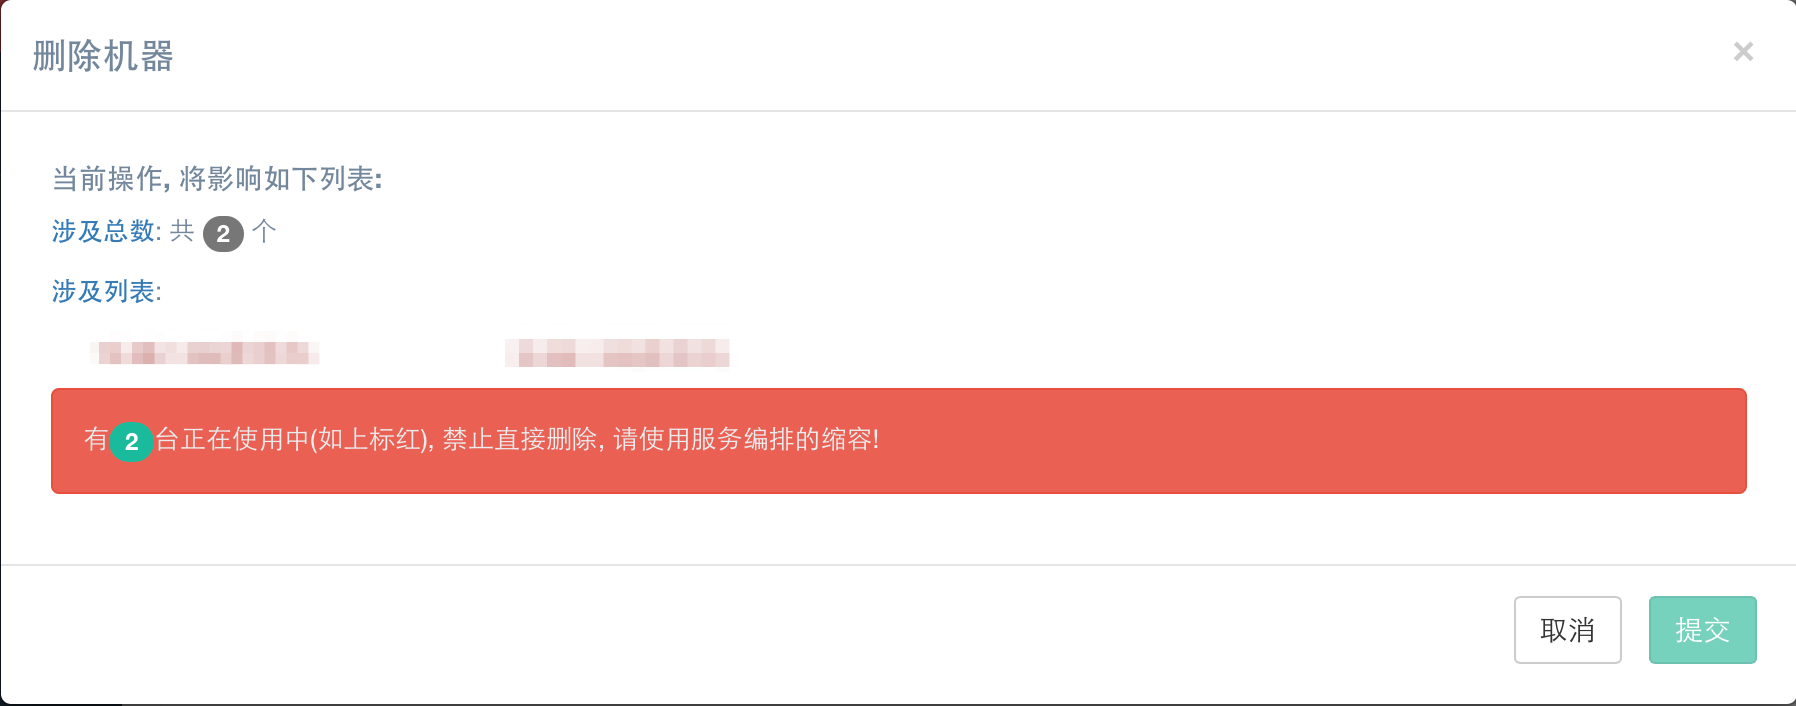 删除机器
×
当前操作, 将影响如下列表:
涉及总数: 共 2 个
涉及列表:
有 2 台正在使用中(如上标红), 禁止直接删除, 请使用服务编排的缩容!
取消 提交